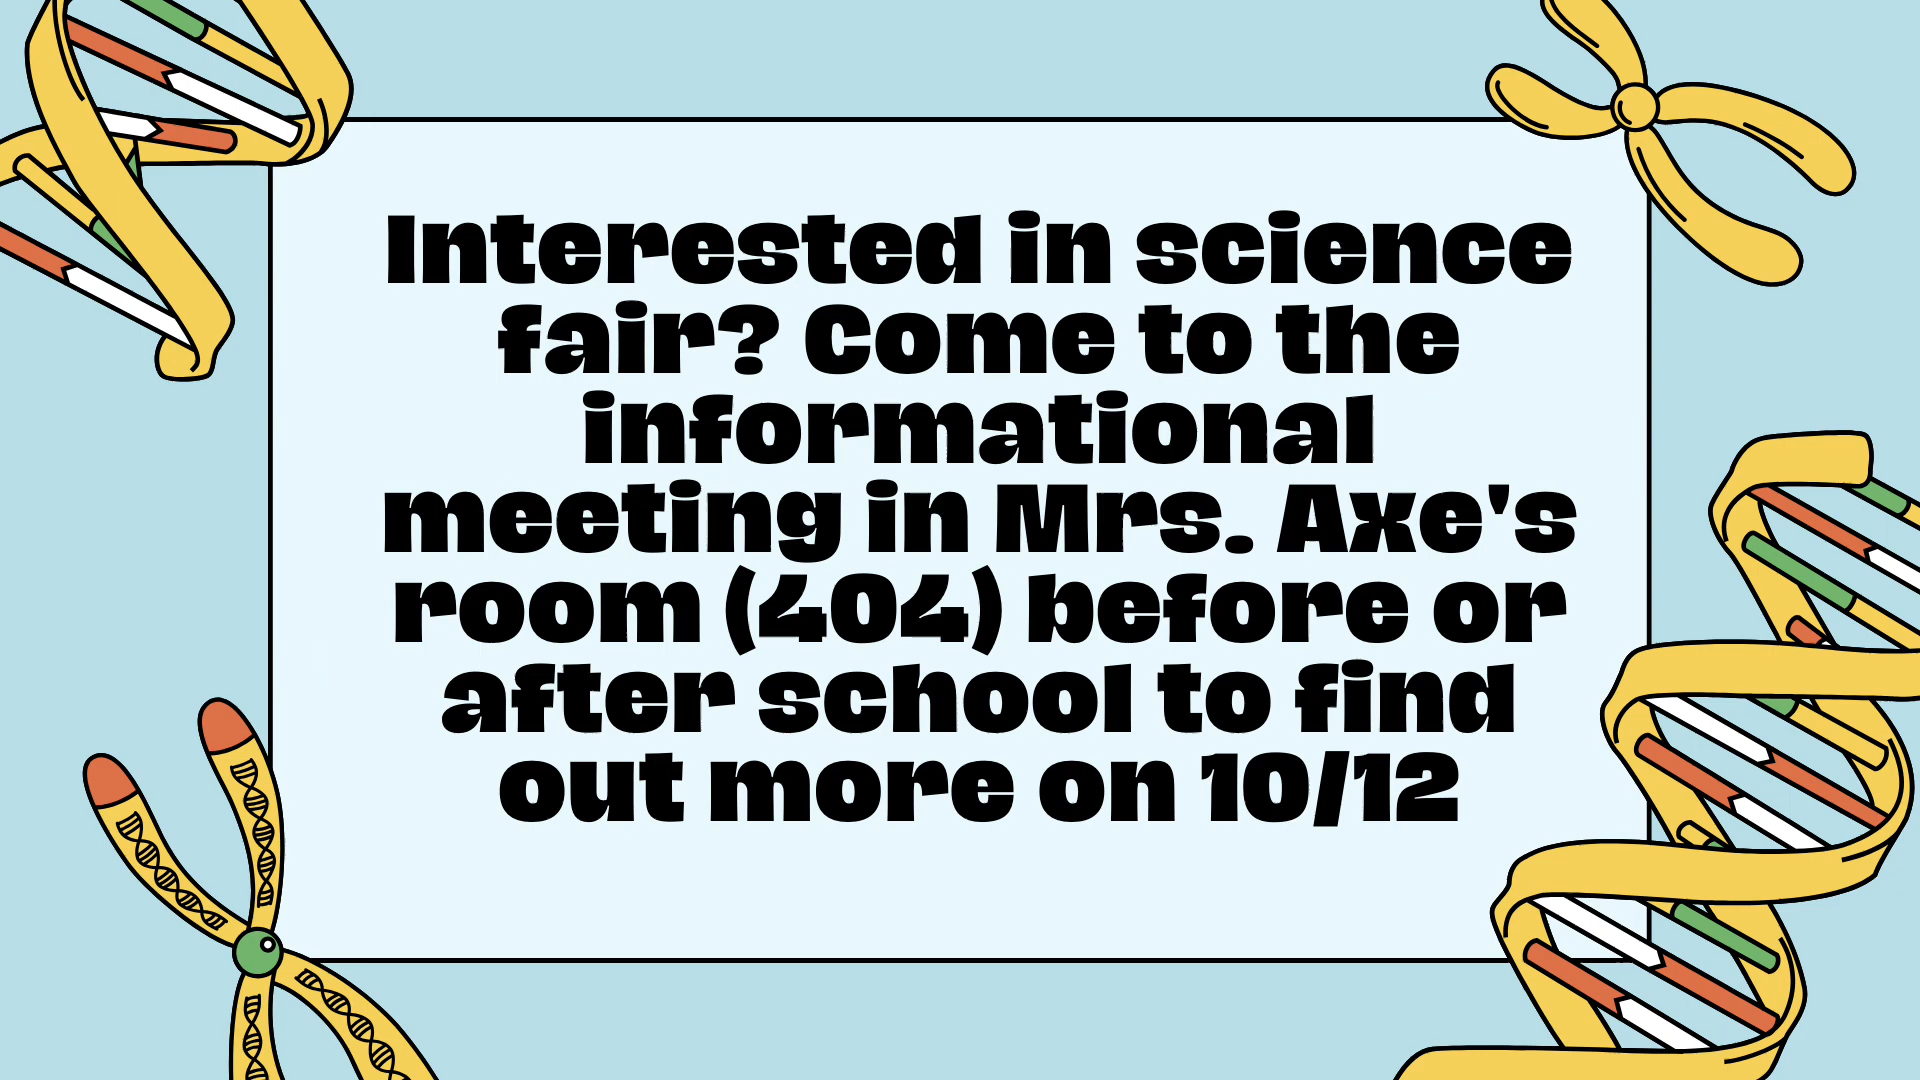 Interested in science
fair? Come to the
informational
meeting in Mrs. Axe's
room (404) before or
after school to find
out more on 10/12